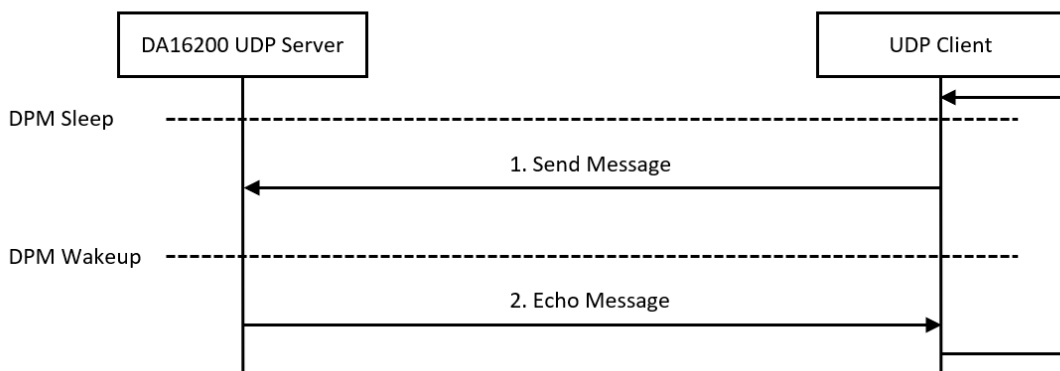 DA16200 UDP Server
UDP Client
DPM Sleep
1. Send Message
DPM Wakeup
2. Echo Message